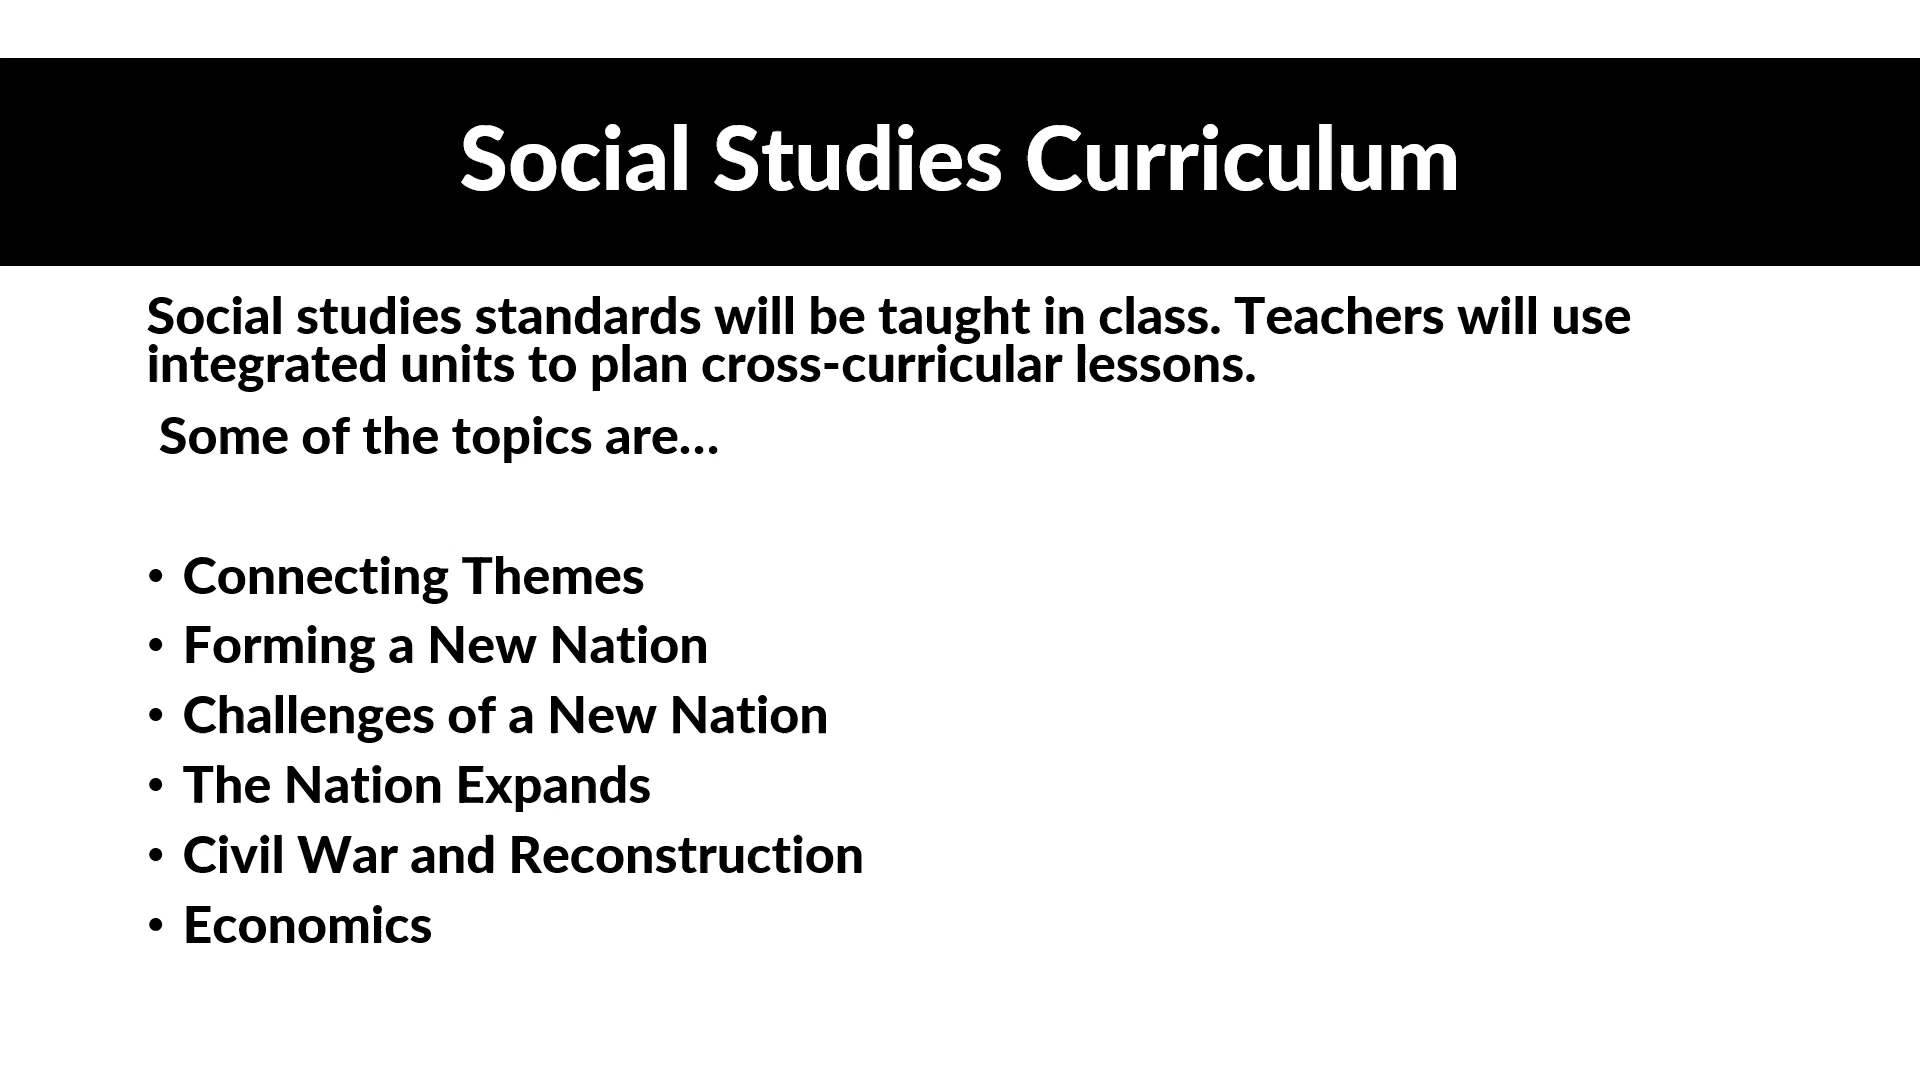 Social Studies Curriculum
Social studies standards will be taught in class. Teachers will use
integrated units to plan cross-curricular lessons.
Some of the topics are…
• Connecting Themes
• Forming a New Nation
• Challenges of a New Nation
• The Nation Expands
• Civil War and Reconstruction
• Economics